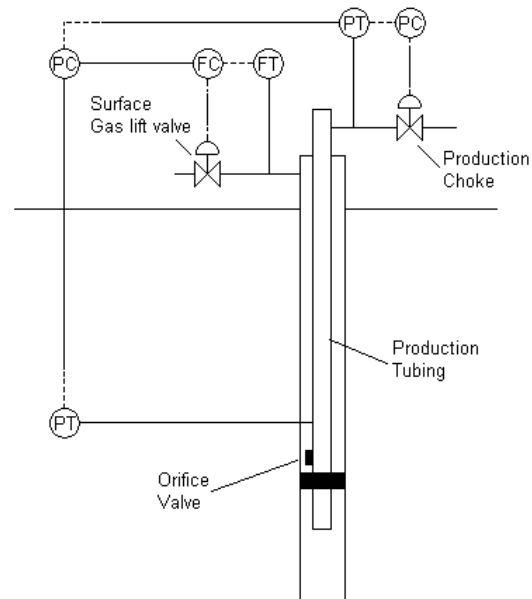 PT
PC
PC
FC
FT
Surface
Gas lift valve
Production
Choke
Production
Tubing
PT
Orifice
Valve